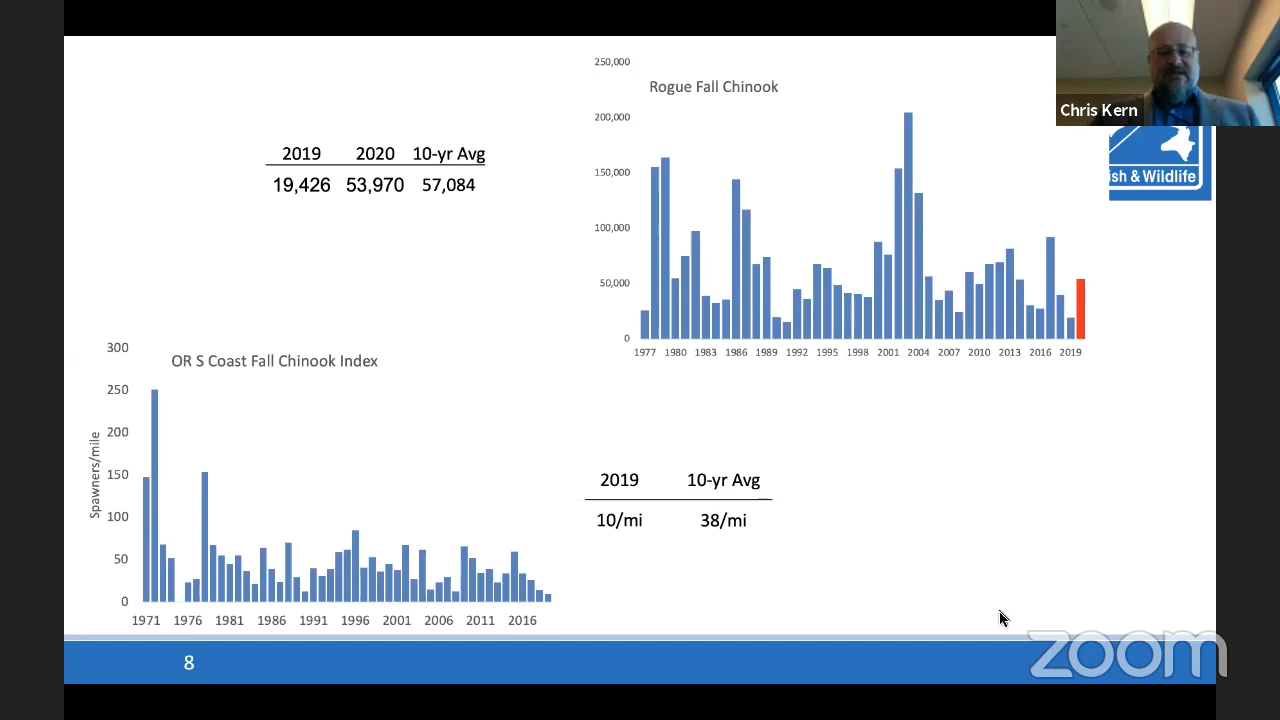 Chris Kern
ish & Wildlife
Rogue Fall Chinook
250,000
200,000
150,000
100,000
50,000
0
1977 1980 1983 1986 1989 1992 1995 1998 2001 2004 2007 2010 2013 2016 2019
2019 2020 10-yr Avg
19,426 53,970 57,084
OR S Coast Fall Chinook Index
Spawners/mile
300
250
200
150
100
50
0
1971 1976 1981 1986 1991 1996 2001 2006 2011 2016
2019 10-yr Avg
10/mi 38/mi
8
zoom